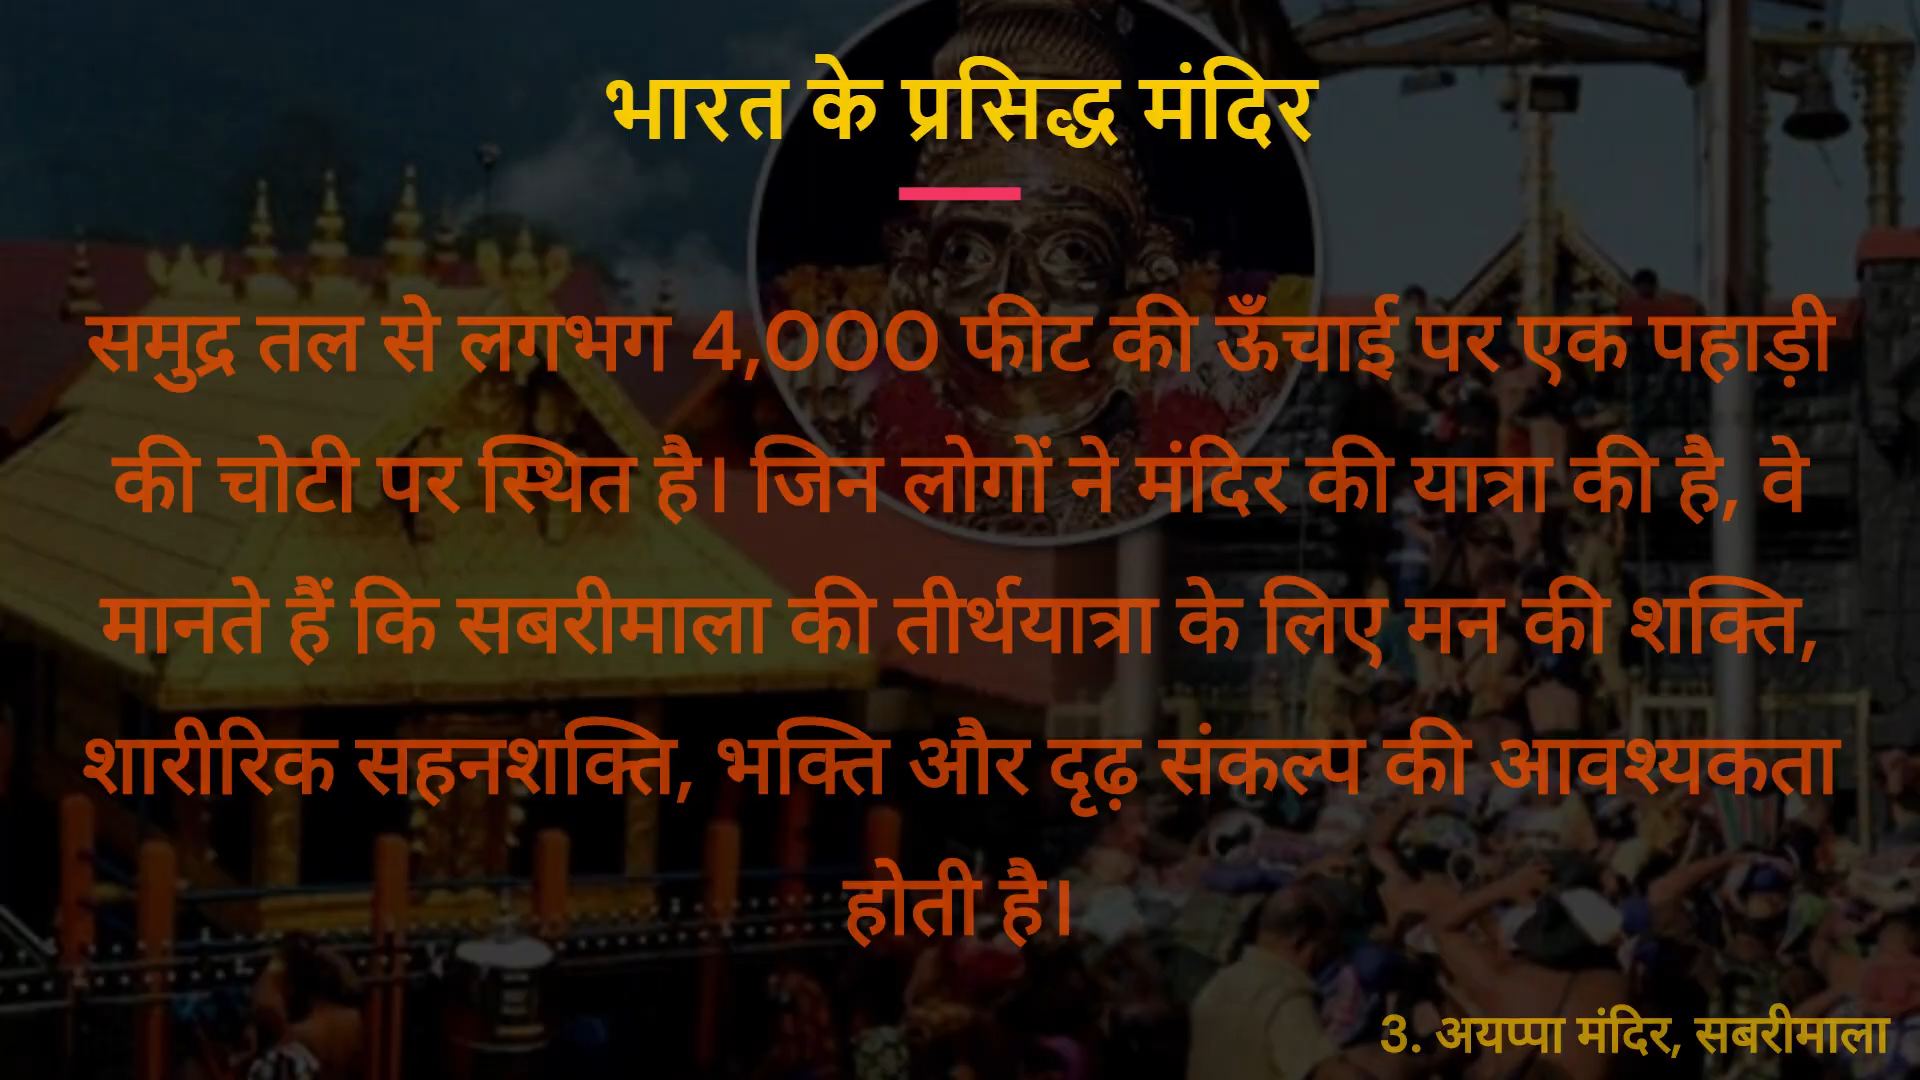 भारत के प्रसिद्ध मंदिर
समुद्र तल से लगभग 4,000 फीट की ऊँचाई पर एक पहाड़ी
की चोटी पर स्थित है। जिन लोगों ने मंदिर की यात्रा की है, वे
मानते हैं कि सबरीमाला की तीर्थयात्रा के लिए मन की शक्ति,
शारीरिक सहनशक्ति, भक्ति और दृढ़ संकल्प की आवश्यकता
होती है।
3. अयप्पा मंदिर, सबरीमाला